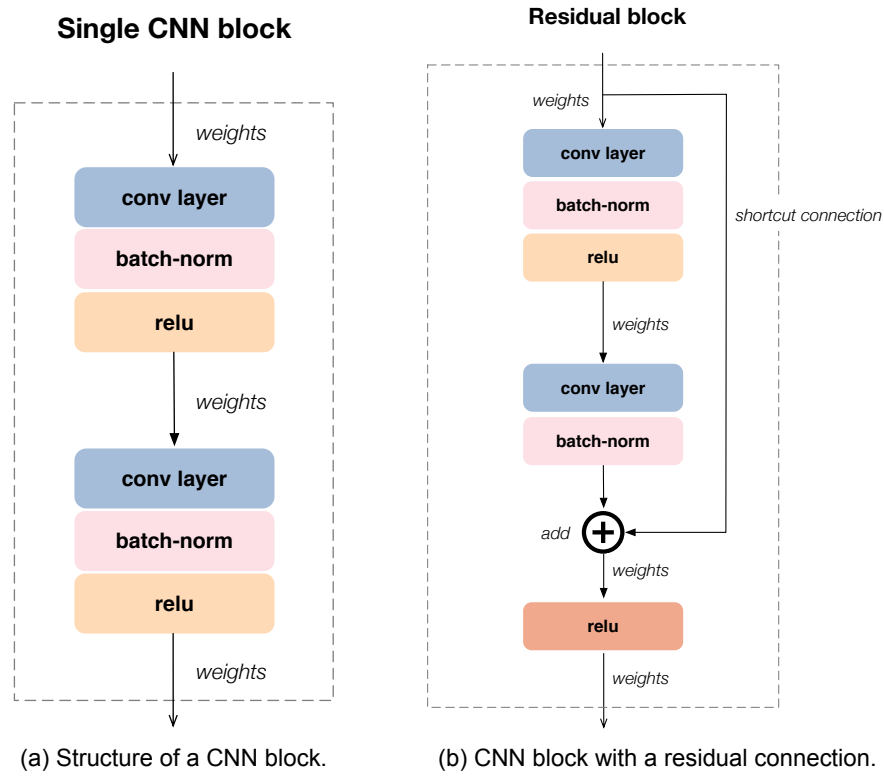 Single CNN block
weights
conv layer
batch-norm
relu
weights
conv layer
batch-norm
relu
weights
(a) Structure of a CNN block.
Residual block
weights
conv layer
batch-norm
relu
shortcut connection
weights
conv layer
batch-norm
add
weights
relu
weights
(b) CNN block with a residual connection.